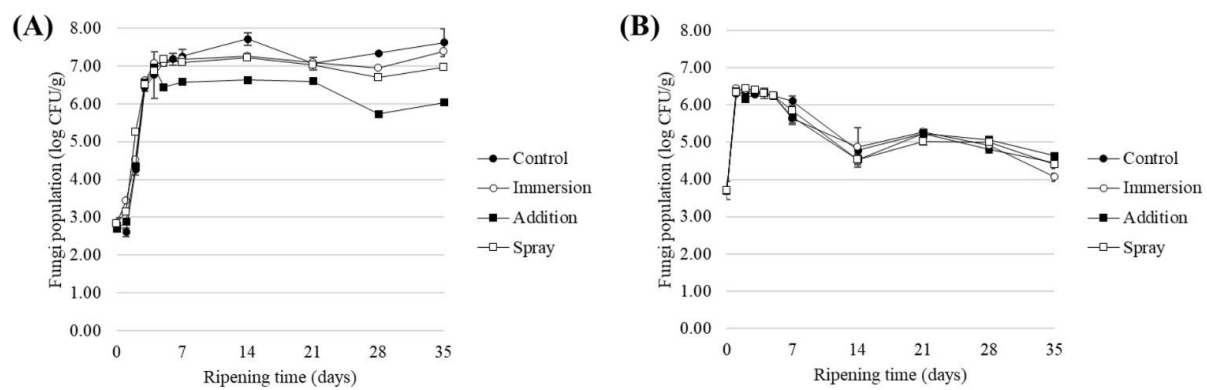 (A)
Fungi population (log CFU/g)
8.00
7.00
6.00
5.00
4.00
3.00
2.00
1.00
0.00
0 7 14 21 28 35
Ripening time (days)
Control
Immersion
Addition
Spray
(B)
Fungi population (log CFU/g)
8.00
7.00
6.00
5.00
4.00
3.00
2.00
1.00
0.00
0 7 14 21 28 35
Ripening time (days)
Control
Immersion
Addition
Spray